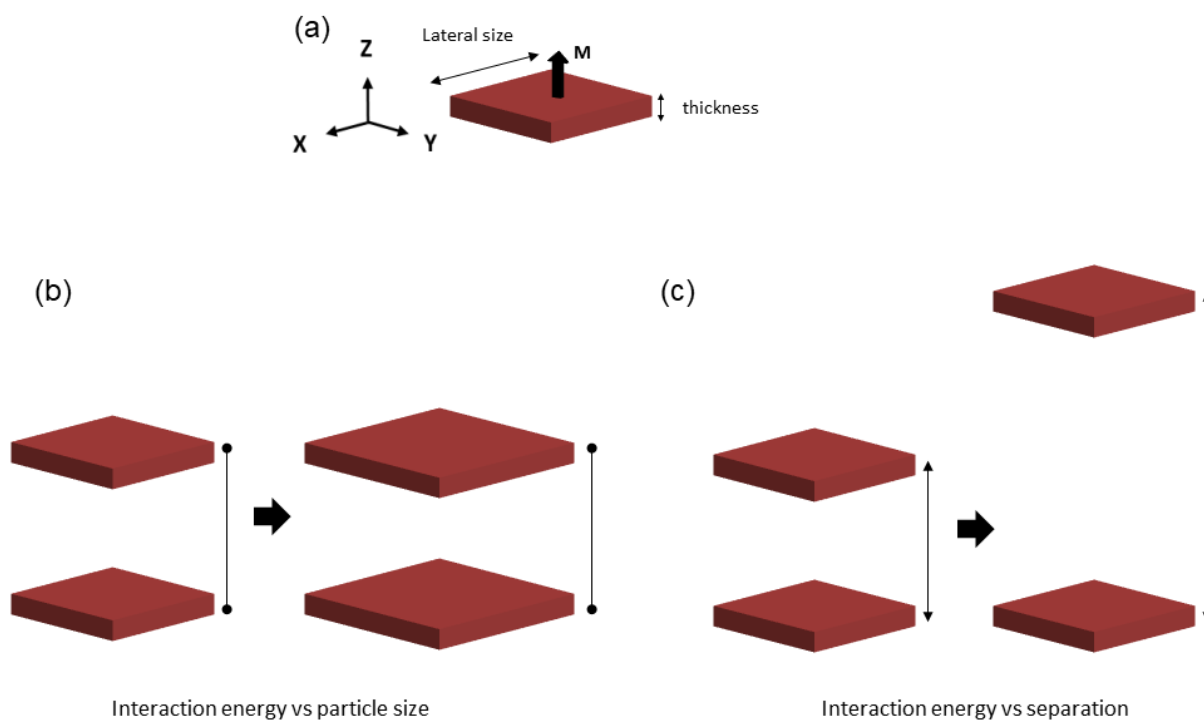 (a)
Lateral size
Z
M
thickness
X
Y
(b)
(c)
Interaction energy vs particle size
Interaction energy vs separation